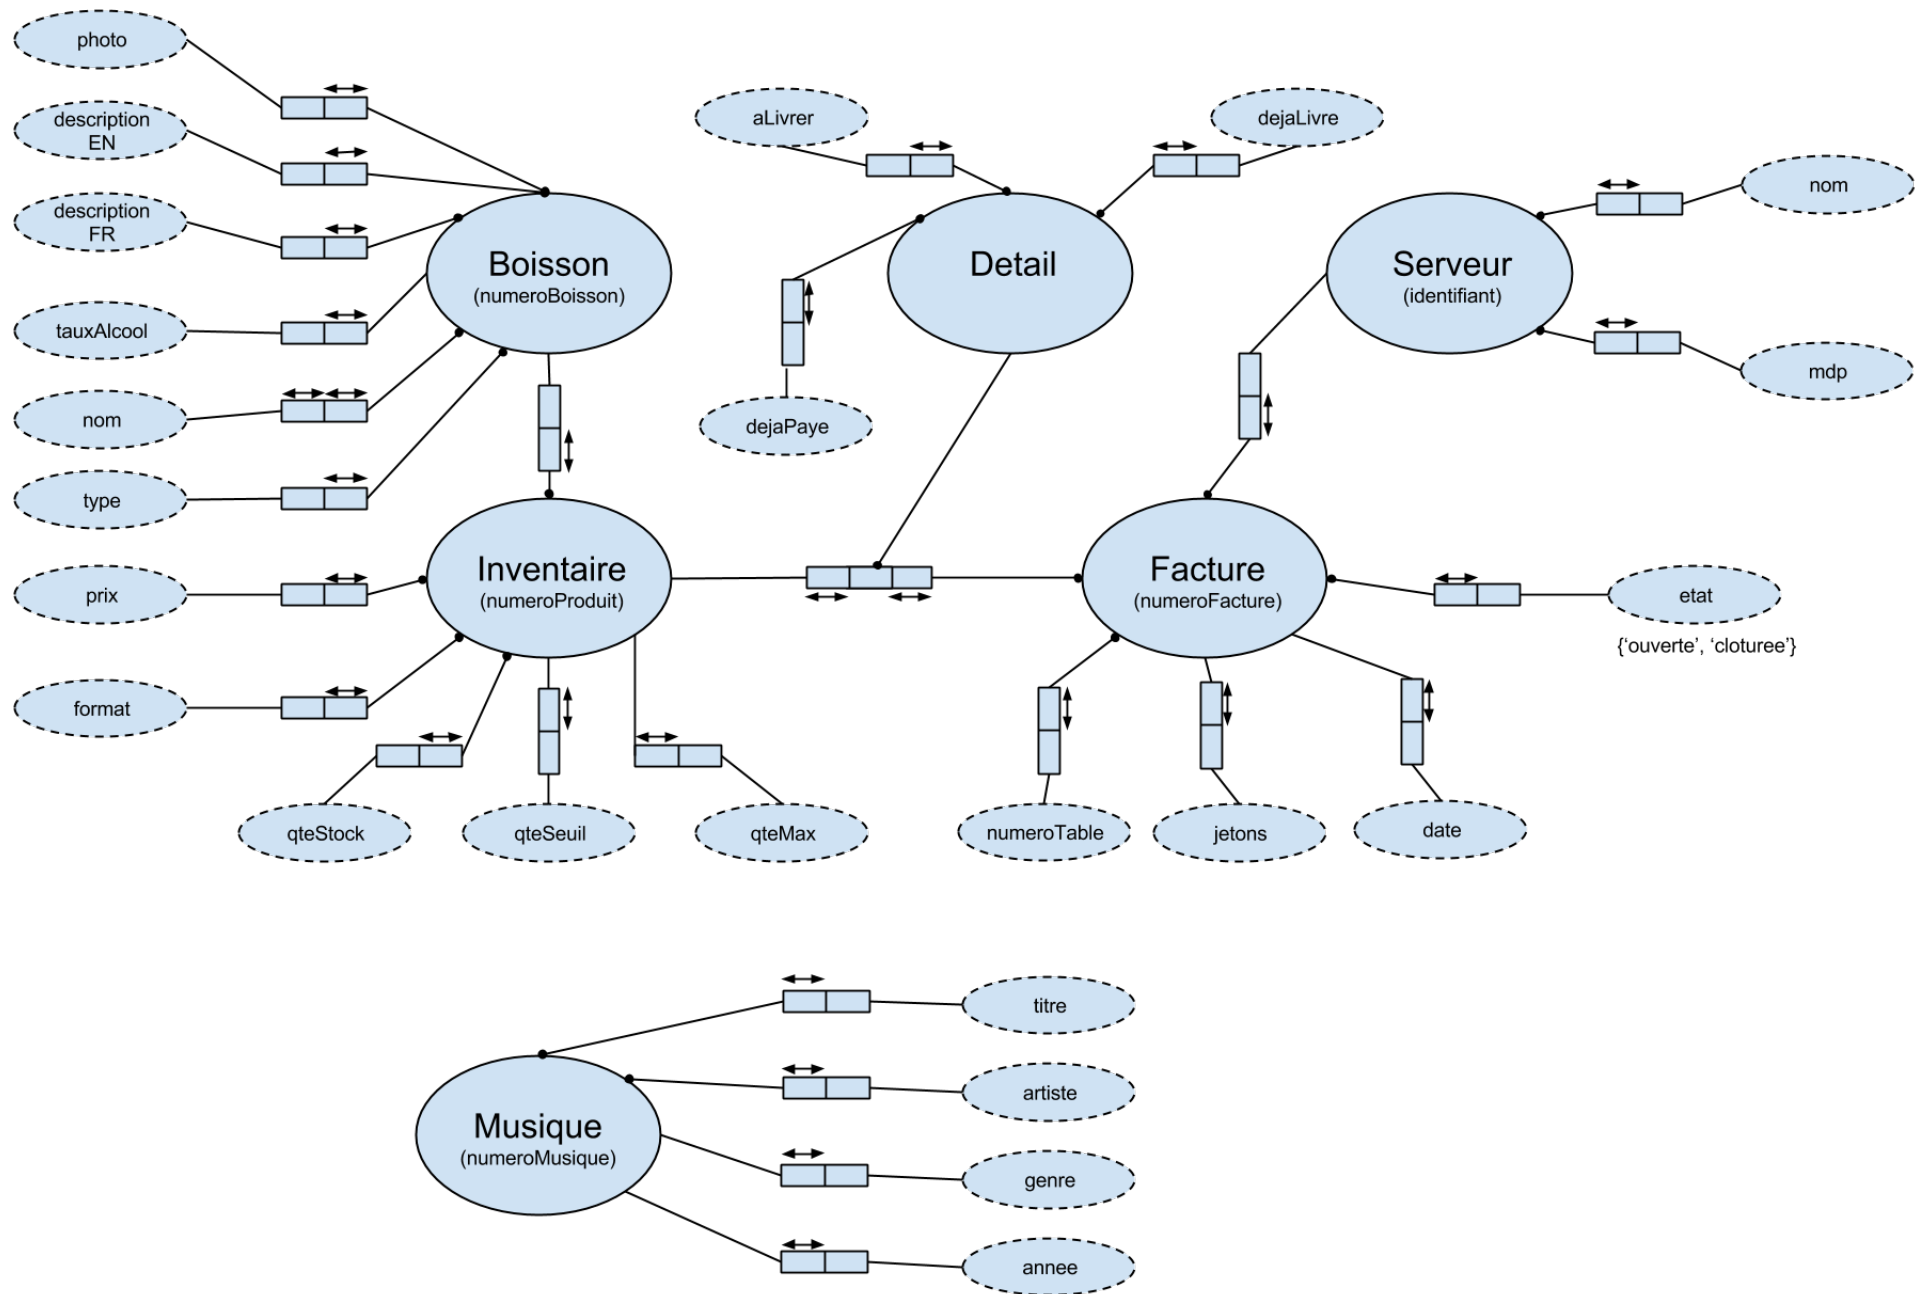 photo
description
EN
description
FR
tauxAlcool
nom
type
prix
format
Boisson
(numeroBoisson)
Inventaire
(numeroProduit)
qteStock
qteSeuil
qteMax
aLivrer
dejaLivre
Detail
dejaPaye
Serveur
(identifiant)
nom
mdp
Facture
(numeroFacture)
etat
{‘ouverte’, ‘cloturee’}
numeroTable
jetons
date
Musique
(numeroMusique)
titre
artiste
genre
annee